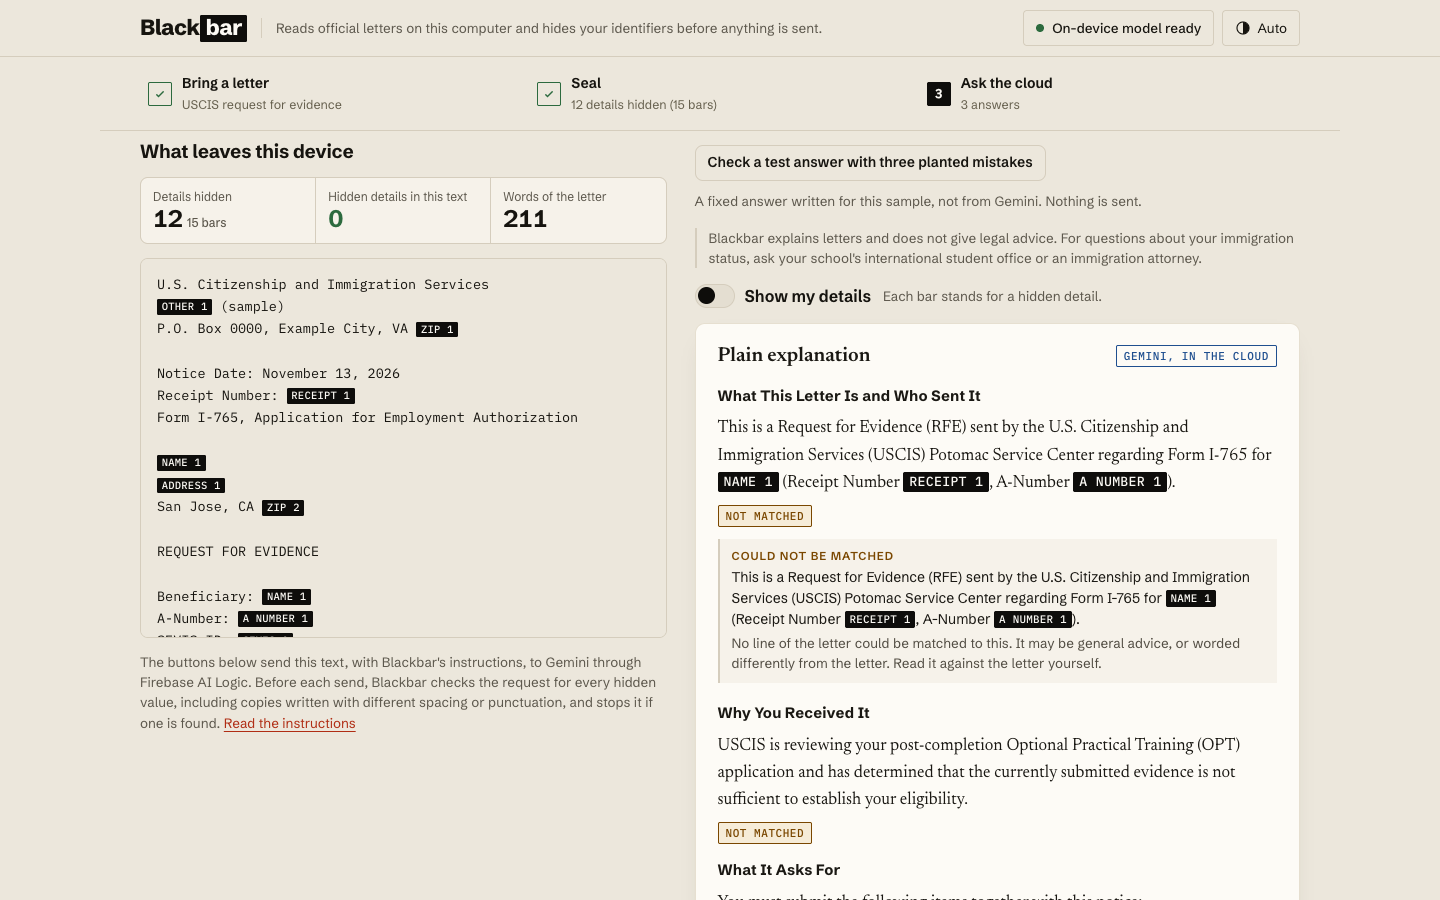 Blackbar
Reads official letters on this computer and hides your identifiers before anything is sent.
On-device model ready
Auto
Bring a letter
USCIS request for evidence
Seal
12 details hidden (15 bars)
3
Ask the cloud
3 answers
What leaves this device
Details hidden
12 15 bars
Hidden details in this text
0
Words of the letter
211
U.S. Citizenship and Immigration Services
OTHER 1 (sample)
P.O. Box 0000, Example City, VA ZIP 1
Notice Date: November 13, 2026
Receipt Number: RECEIPT 1
Form I-765, Application for Employment Authorization
NAME 1
ADDRESS 1
San Jose, CA ZIP 2
REQUEST FOR EVIDENCE
Beneficiary: NAME 1
A-Number: A NUMBER 1
The buttons below send this text, with Blackbar's instructions, to Gemini through
Firebase AI Logic. Before each send, Blackbar checks the request for every hidden
value, including copies written with different spacing or punctuation, and stops it if
one is found. Read the instructions
Check a test answer with three planted mistakes
A fixed answer written for this sample, not from Gemini. Nothing is sent.
Blackbar explains letters and does not give legal advice. For questions about your immigration
status, ask your school's international student office or an immigration attorney.
Show my details Each bar stands for a hidden detail.
Plain explanation
GEMINI, IN THE CLOUD
What This Letter Is and Who Sent It
This is a Request for Evidence (RFE) sent by the U.S. Citizenship and
Immigration Services (USCIS) Potomac Service Center regarding Form I-765 for
NAME 1 (Receipt Number RECEIPT 1, A-Number A NUMBER 1).
NOT MATCHED
COULD NOT BE MATCHED
This is a Request for Evidence (RFE) sent by the U.S. Citizenship and Immigration
Services (USCIS) Potomac Service Center regarding Form I-765 for NAME 1
(Receipt Number RECEIPT 1, A-Number A NUMBER 1).
No line of the letter could be matched to this. It may be general advice, or worded
differently from the letter. Read it against the letter yourself.
Why You Received It
USCIS is reviewing your post-completion Optional Practical Training (OPT)
application and has determined that the currently submitted evidence is not
sufficient to establish your eligibility.
NOT MATCHED
What It Asks For
You must submit the following items together with this notice: